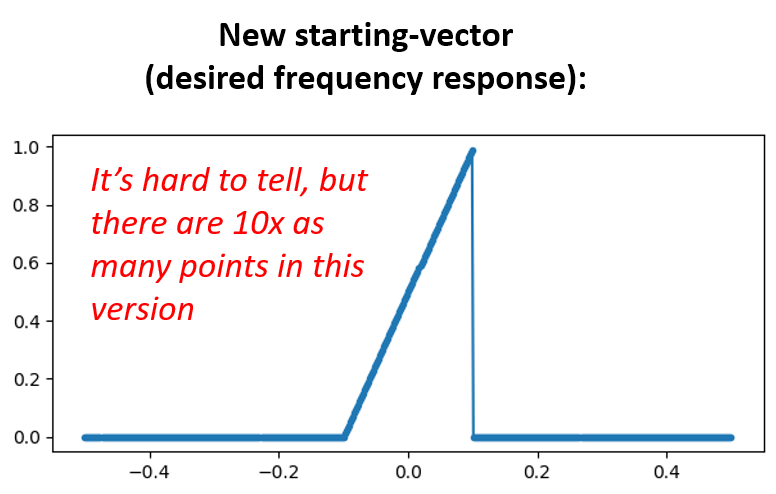 New starting-vector
(desired frequency response):
1.0
It's hard to tell, but
0.8
there are 10x as
0.6
many points in this
version
0.4
0.2
0.0
−0.4 −0.2 0.0 0.2 0.4